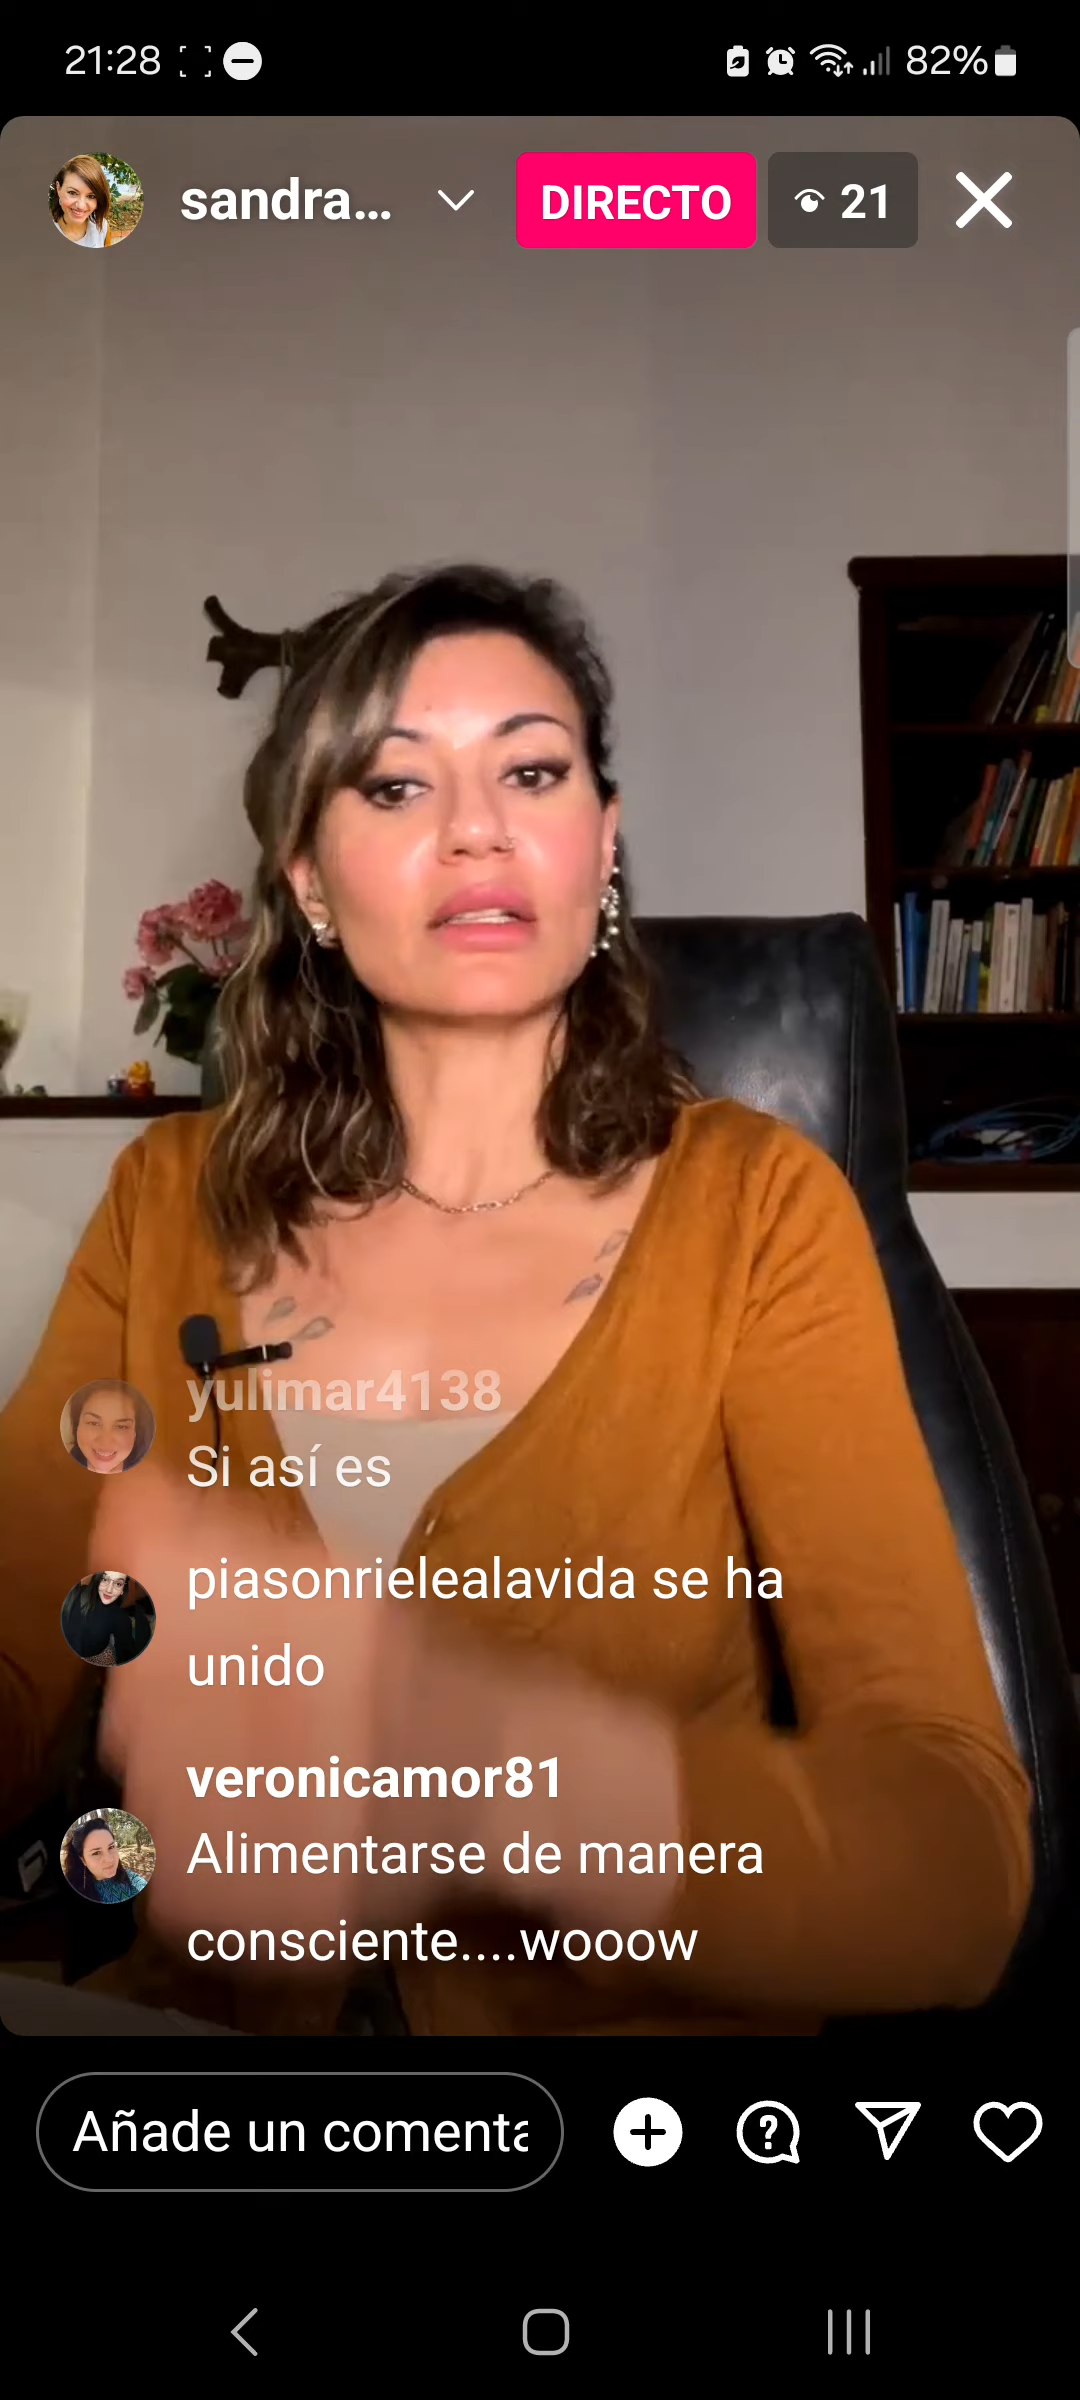 21:28
82%
sandra...
DIRECTO
21
yulimar4138
Si así es
piasonrielealavida se ha
unido
veronicamor81
Alimentarse de manera
consciente....wooow
Añade un comenta